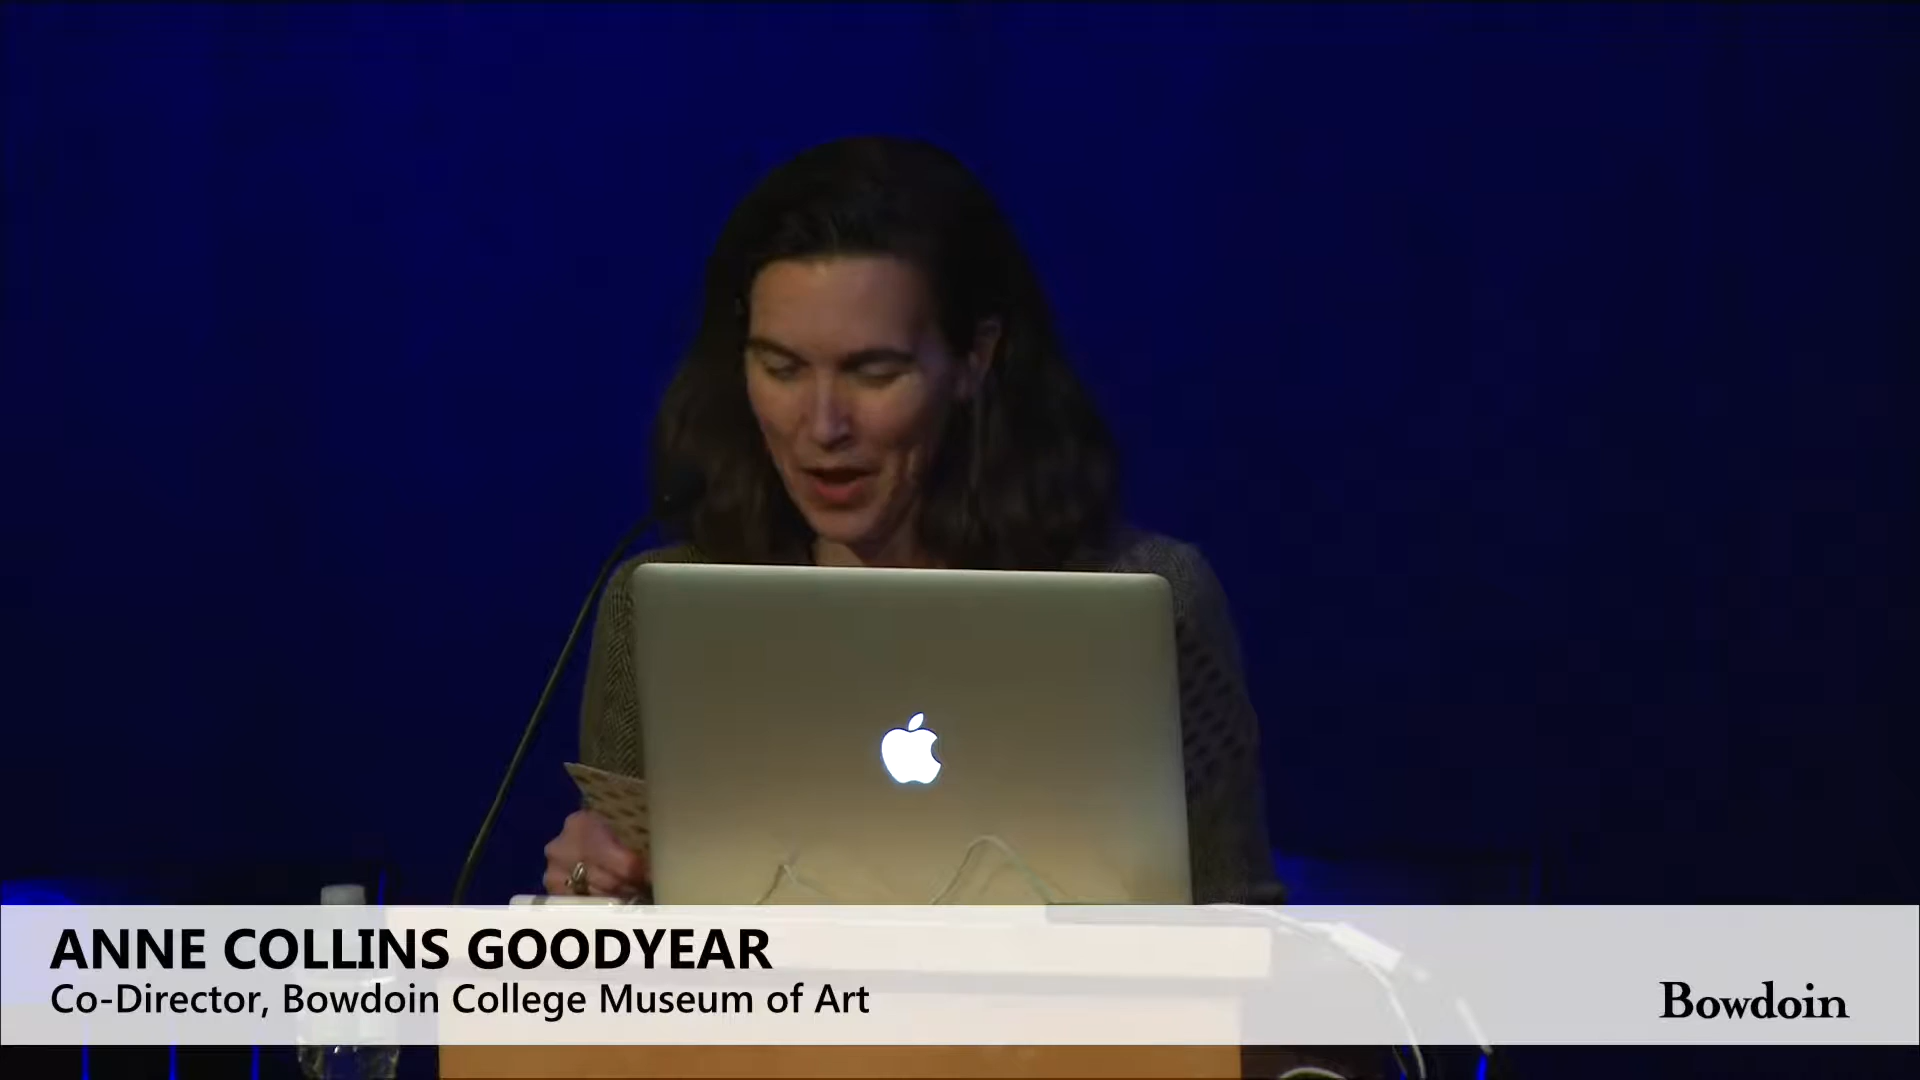 ANNE COLLINS GOODYEAR
Co-Director, Bowdoin College Museum of Art
Bowdoin